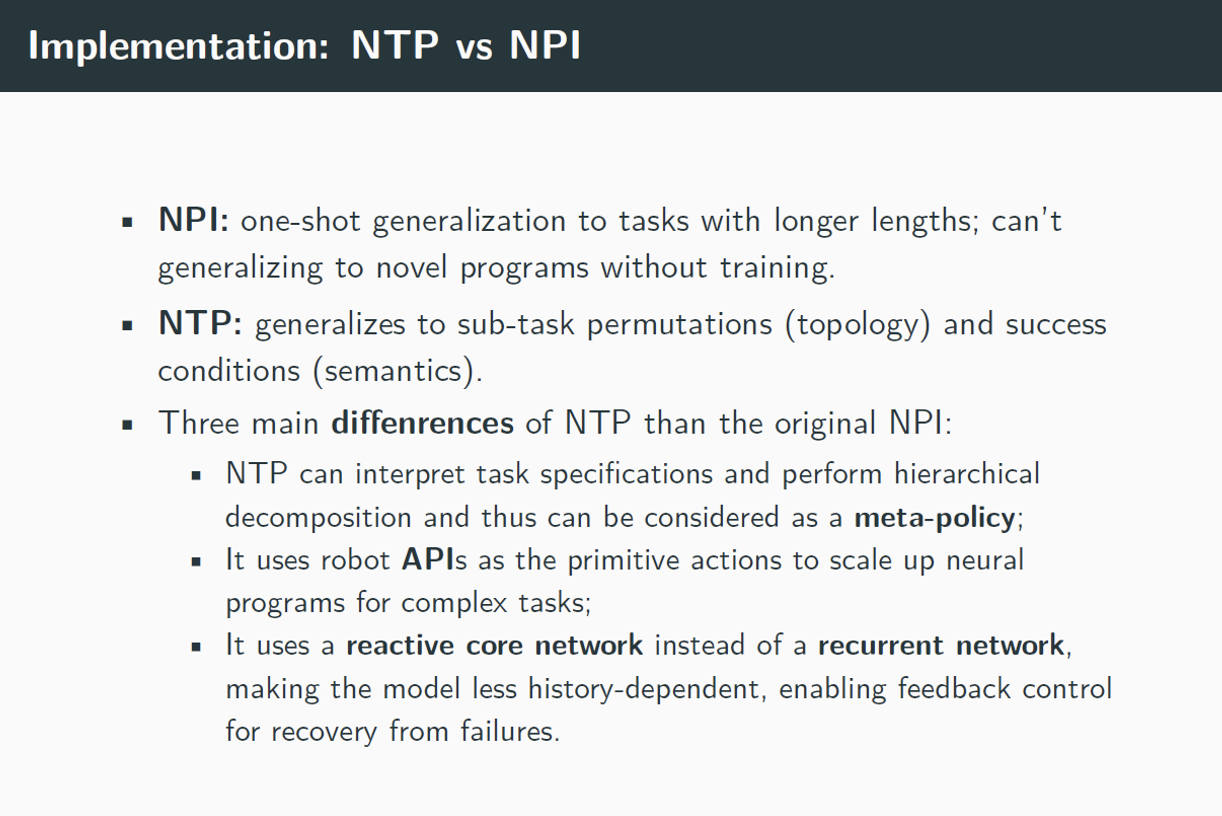 Implementation: NTP vs NPI
▪ NPI: one-shot generalization to tasks with longer lengths; can't
generalizing to novel programs without training.
▪ NTP: generalizes to sub-task permutations (topology) and success
conditions (semantics).
▪ Three main diffenrences of NTP than the original NPI:
▪ NTP can interpret task specifications and perform hierarchical
decomposition and thus can be considered as a meta-policy;
▪ It uses robot APIs as the primitive actions to scale up neural
programs for complex tasks;
▪ It uses a reactive core network instead of a recurrent network,
making the model less history-dependent, enabling feedback control
for recovery from failures.